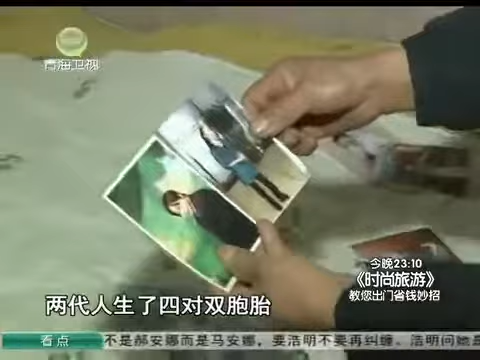 青海卫视
今晚23:10
《时尚旅游》
教您出门省钱妙招
两代人生了四对双胞胎
看点
不是郝安娜而是马安娜，要浩明不要再纠缠。浩明问她是